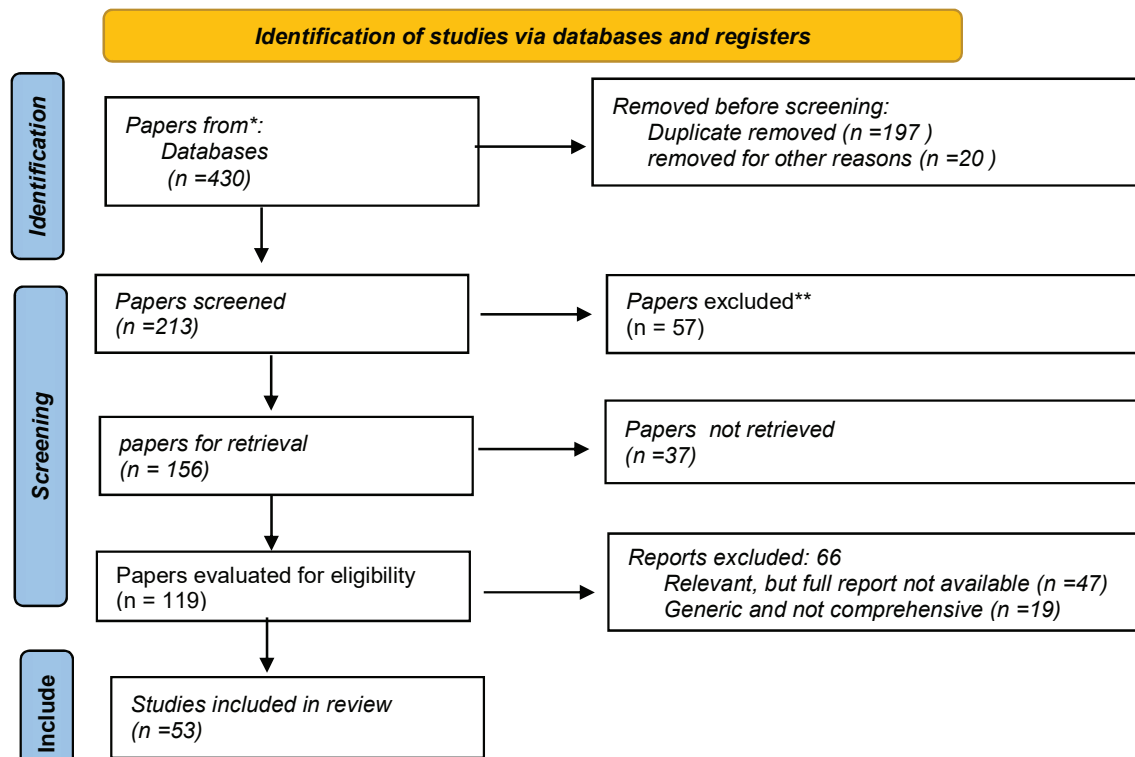 Identification of studies via databases and registers
Identification
Papers from*:
Databases
(n =430)
Removed before screening:
Duplicate removed (n =197 )
removed for other reasons (n =20 )
Screening
Papers screened
(n =213)
Papers excluded**
(n = 57)
papers for retrieval
(n = 156)
Papers  not retrieved
(n =37)
Papers evaluated for eligibility
(n = 119)
Reports excluded: 66
Relevant, but full report not available (n =47)
Generic and not comprehensive (n =19)
Include
Studies included in review
(n =53)